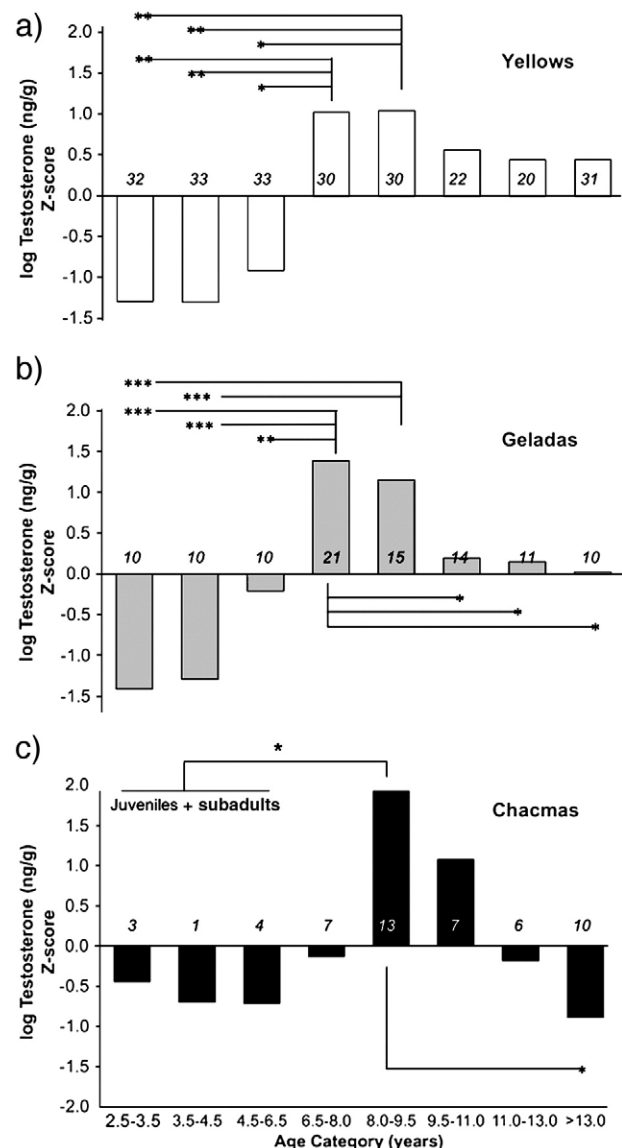 a)
**
**
*
**
**
*
Yellows
2.0
1.5
1.0
0.5
0.0
-0.5
-1.0
-1.5
log Testosterone (ng/g)
Z-score
32 33 33 30 30 22 20 31
b)
***
***
***
***
**
Geladas
2.0
1.5
1.0
0.5
0.0
-0.5
-1.0
-1.5
log Testosterone (ng/g)
Z-score
10 10 10 21 15 14 11 10
*
*
*
c)
*
Juveniles + subadults
Chacmas
2.0
1.5
1.0
0.5
0.0
-0.5
-1.0
-1.5
-2.0
log Testosterone (ng/g)
Z-score
3 1 4 7 13 7 6 10
*
2.5-3.5 3.5-4.5 4.5-6.5 6.5-8.0 8.0-9.5 9.5-11.0 11.0-13.0 >13.0
Age Category (years)